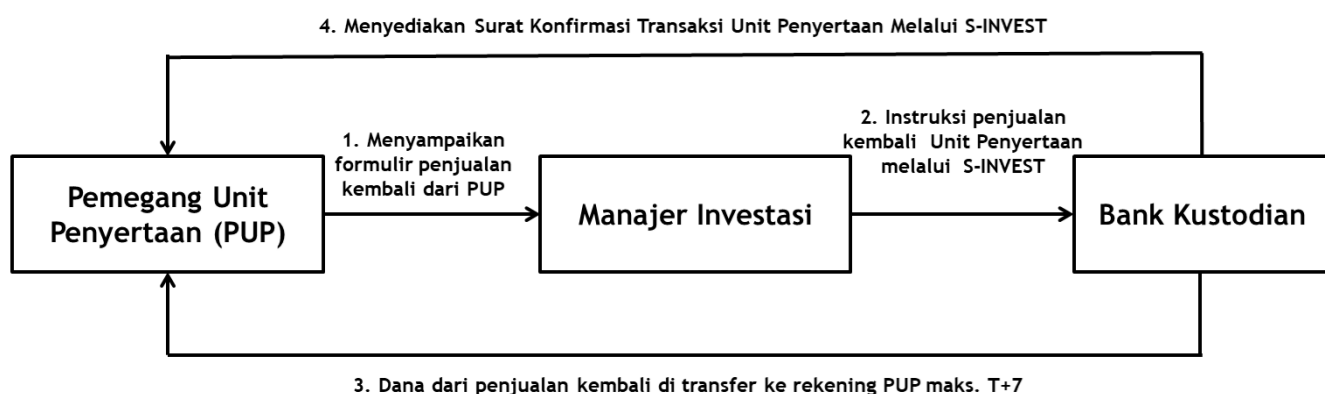 4. Menyediakan Surat Konfirmasi Transaksi Unit Penyertaan Melalui S-INVEST
1. Menyampaikan
formulir penjualan
kembali dari PUP
2. Instruksi penjualan
kembali Unit Penyertaan
melalui S-INVEST
Pemegang Unit
Penyertaan (PUP)
Manajer Investasi
Bank Kustodian
3. Dana dari penjualan kembali di transfer ke rekening PUP maks. T+7